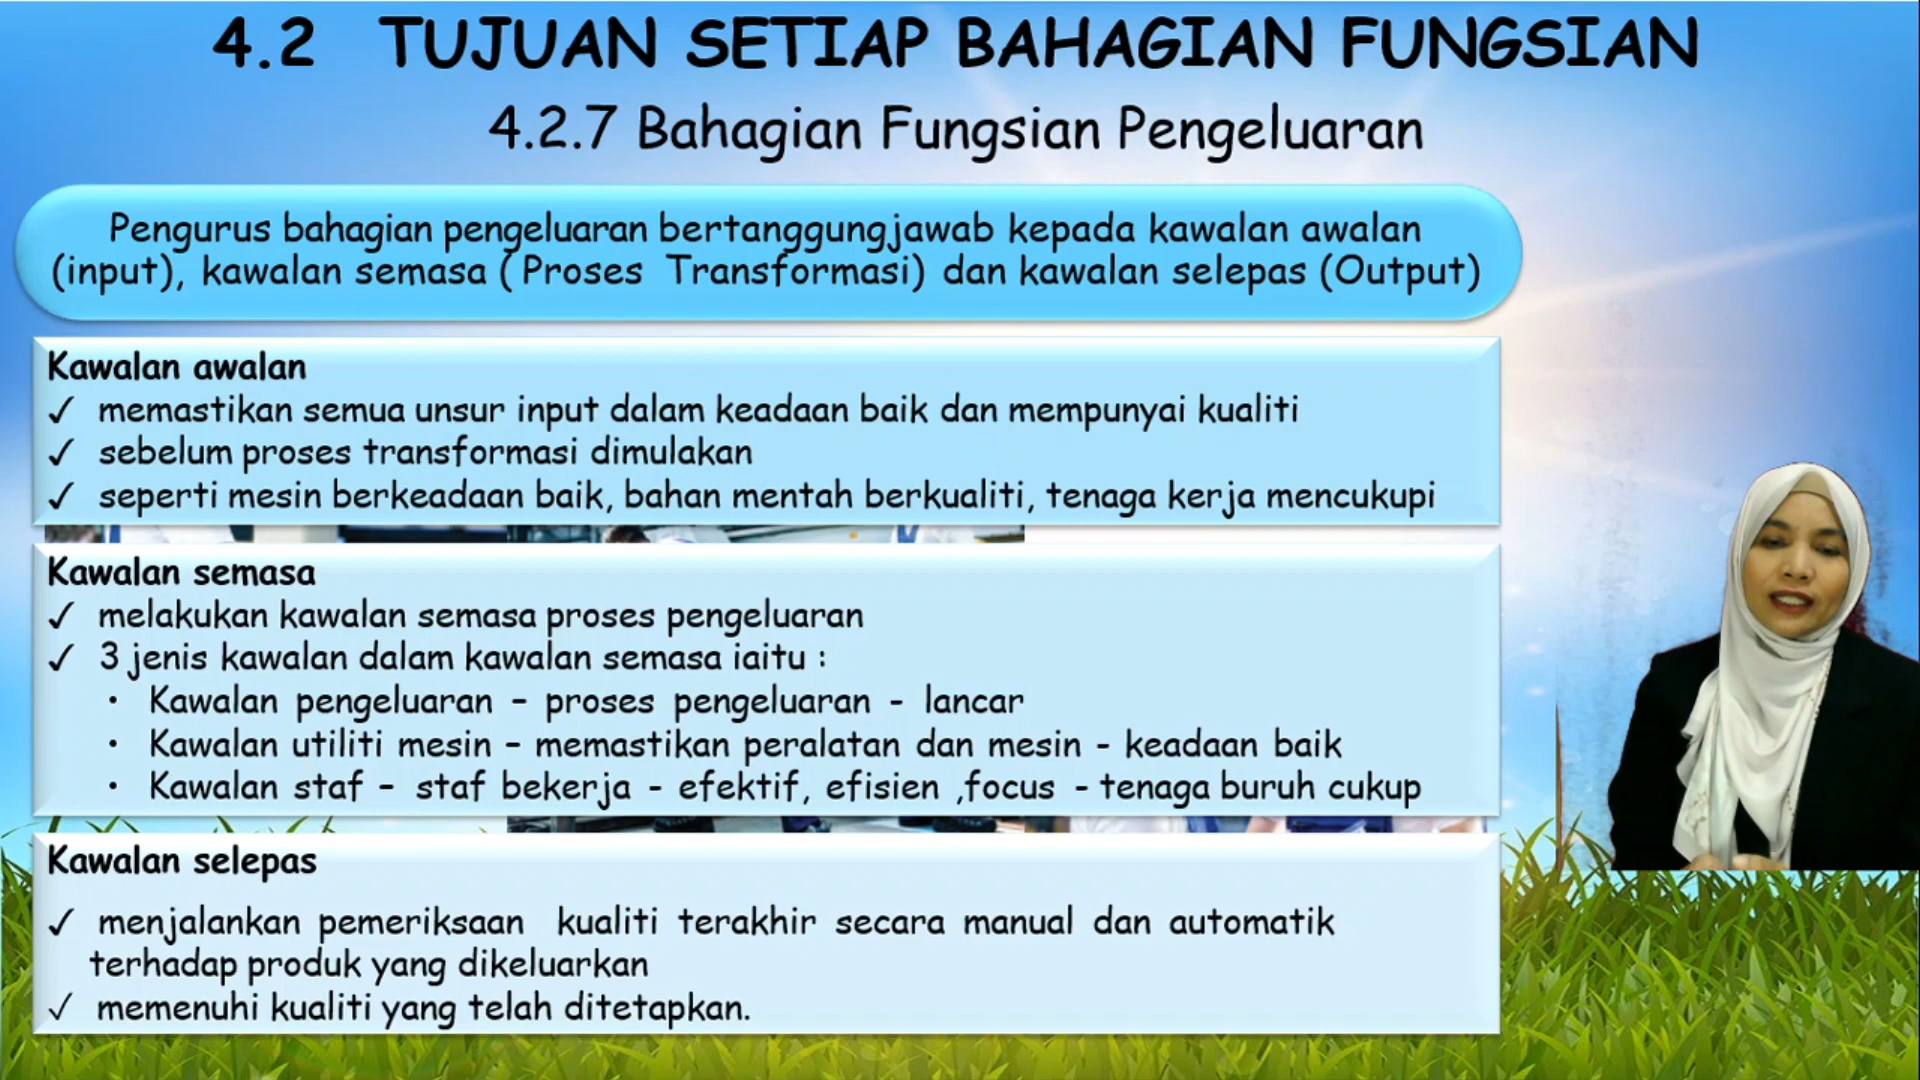 4.2 TUJUAN SETIAP BAHAGIAN FUNGSIAN
4.2.7 Bahagian Fungsian Pengeluaran
Pengurus bahagian pengeluaran bertanggungjawab kepada kawalan awalan
(input), kawalan semasa ( Proses Transformasi) dan kawalan selepas (Output)
Kawalan awalan
✓ memastikan semua unsur input dalam keadaan baik dan mempunyai kualiti
✓ sebelum proses transformasi dimulakan
✓ seperti mesin berkeadaan baik, bahan mentah berkualiti, tenaga kerja mencukupi
Kawalan semasa
✓ melakukan kawalan semasa proses pengeluaran
✓ 3 jenis kawalan dalam kawalan semasa iaitu :
• Kawalan pengeluaran – proses pengeluaran - lancar
• Kawalan utiliti mesin – memastikan peralatan dan mesin - keadaan baik
• Kawalan staf – staf bekerja - efektif, efisien ,focus - tenaga buruh cukup
Kawalan selepas
✓ menjalankan pemeriksaan kualiti terakhir secara manual dan automatik
terhadap produk yang dikeluarkan
✓ memenuhi kualiti yang telah ditetapkan.